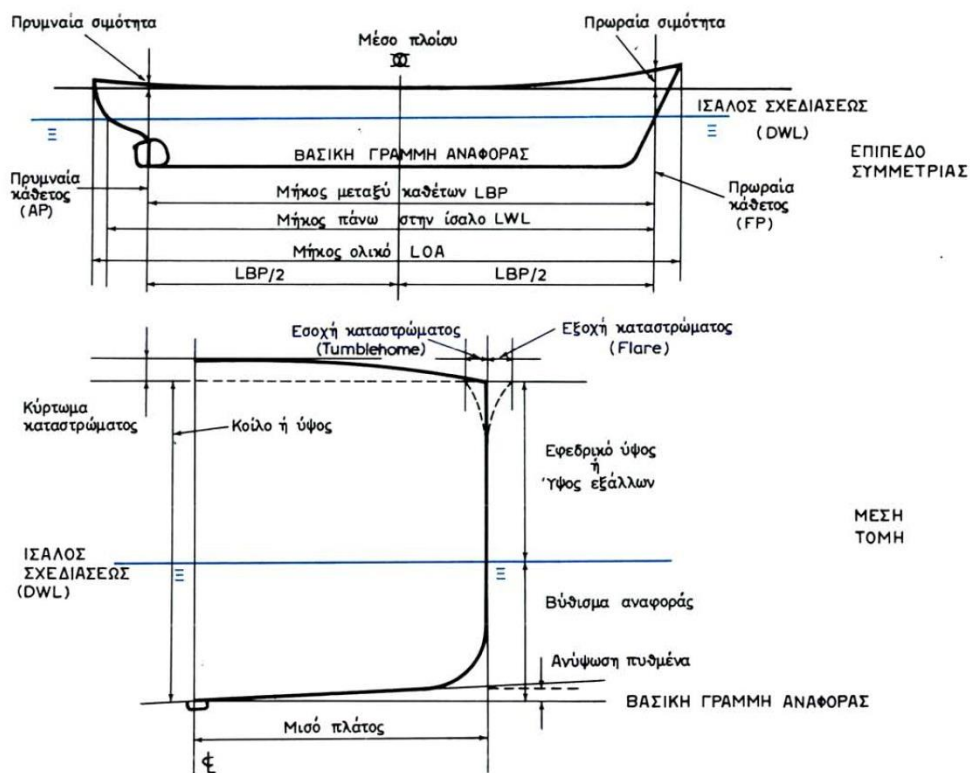 Πρυμναία σιμότητα
Μέσο πλοίου
Πρωραία σιμότητα
ΙΣΑΛΟΣ ΣΧΕΔΙΑΣΕΩΣ
(DWL)
Ξ
Ξ
ΒΑΣΙΚΗ ΓΡΑΜΜΗ ΑΝΑΦΟΡΑΣ
ΕΠΙΠΕΔΟ
ΣΥΜΜΕΤΡΙΑΣ
Πρυμναία
κάθετος
(AP)
Μήκος μεταξύ καθέτων LBP
Πρωραία
κάθετος
(FP)
Μήκος πάνω στην ίσαλο LWL
Μήκος ολικό LOA
LBP/2
LBP/2
Εσοχή καταστρώματος
(Tumblehome)
Εξοχή καταστρώματος
(Flare)
Κύρτωμα
καταστρώματος
Κοίλο ή ύψος
Εφεδρικό ύψος
ή
Ύψος εξάλλων
ΜΕΣΗ
ΤΟΜΗ
ΙΣΑΛΟΣ
ΣΧΕΔΙΑΣΕΩΣ
(DWL)
Ξ
Ξ
Βύθισμα αναφοράς
Ανύψωση πυθμένα
ΒΑΣΙΚΗ ΓΡΑΜΜΗ ΑΝΑΦΟΡΑΣ
Μισό πλάτος
℄